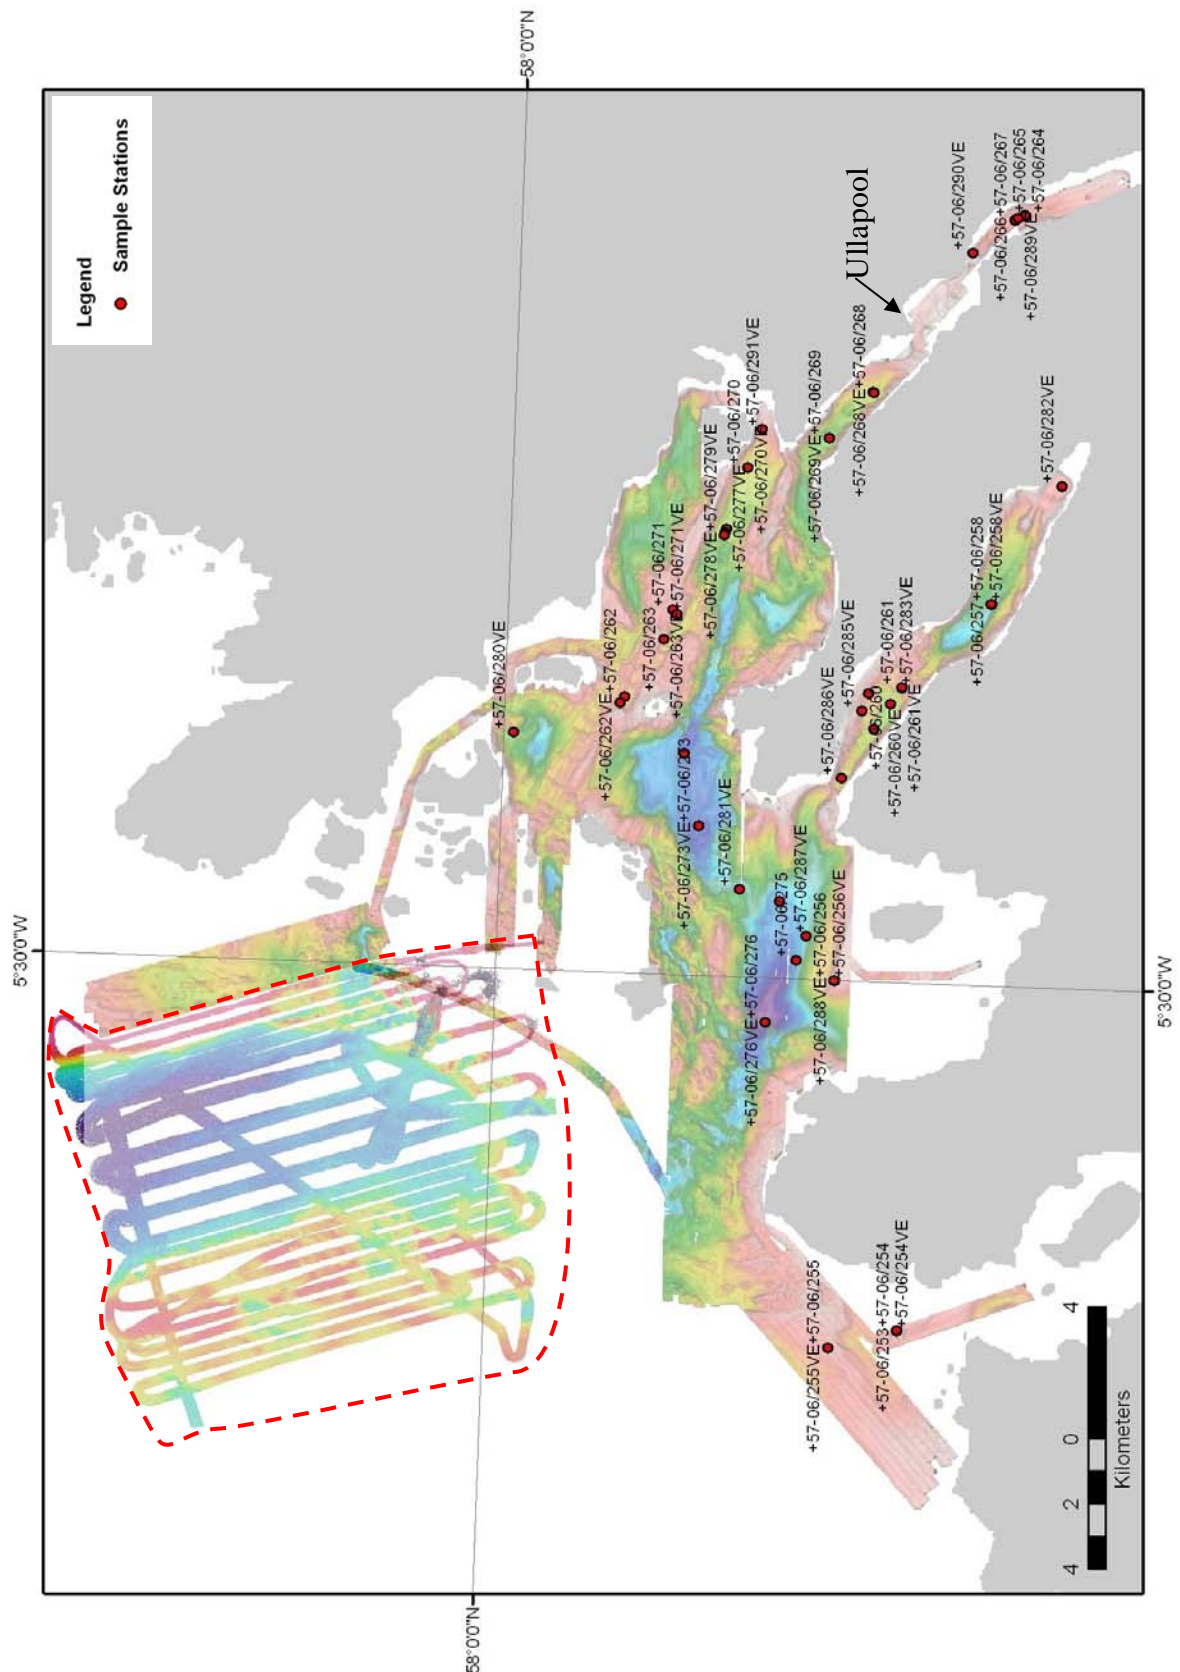 58°0'0"N
Legend
Sample Stations
+57-06/290VE
+57-06/266+57-06/267
+57-06/265
+57-06/289VE+57-06/264
Ullapool
+57-06/268VE+57-06/268
+57-06/269VE+57-06/269
+57-06/291VE
+57-06/270
+57-06/270VE
+57-06/277VE
+57-06/278VE+57-06/279VE
+57-06/282VE
+57-06/271
+57-06/271VE
+57-06/263
+57-06/263VE
+57-06/262VE+57-06/262
+57-06/280VE
+57-06/258
+57-06/257
+57-06/258VE
+57-06/285VE
+57-06/261
+57-06/283VE
+57-06/286VE
+57-06/260
+57-06/260VE
+57-06/261VE
+57-06/273VE+57-06/273
+57-06/281VE
+57-06/275
+57-06/287VE
+57-06/276VE+57-06/276
+57-06/288VE+57-06/256
+57-06/256VE
5°30'0"W
5°30'0"W
+57-06/255VE+57-06/255
+57-06/253+57-06/254
+57-06/254VE
4 2 0 4
Kilometers
58°0'0"N